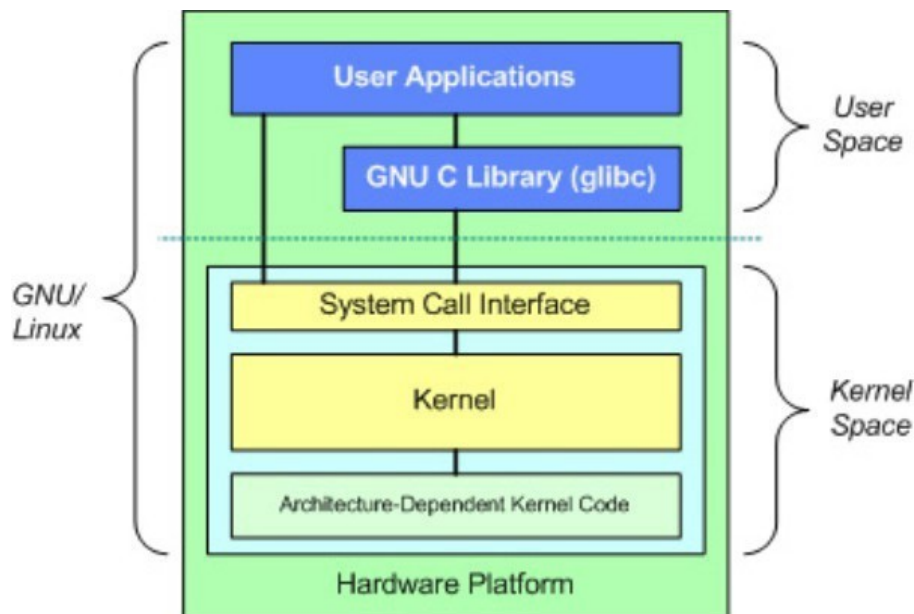 User Applications
GNU C Library (glibc)
User
Space
GNU/
Linux
System Call Interface
Kernel
Kernel
Space
Architecture-Dependent Kernel Code
Hardware Platform